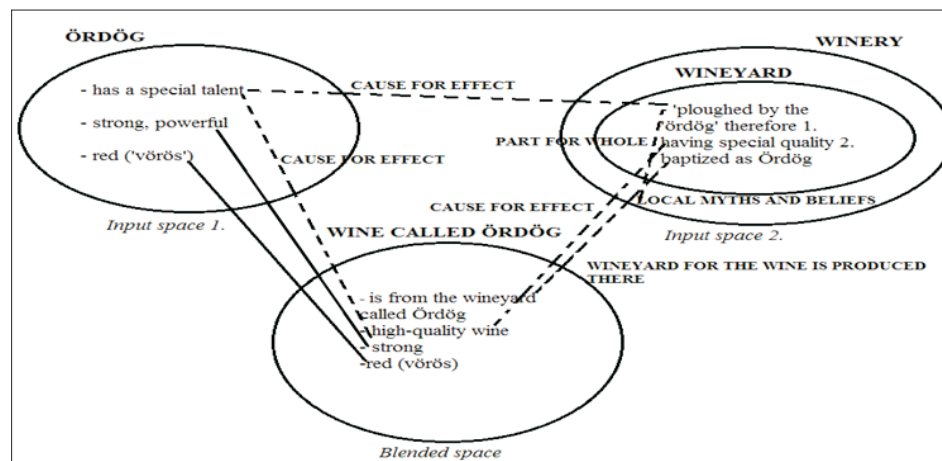 ÖRDÖG
WINERY
WINEYARD
- has a special talent
CAUSE FOR EFFECT
- 'ploughed by the
'ördög' therefore 1.
- strong, powerful
PART FOR WHOLE
having special quality 2.
- red ('vörös')
CAUSE FOR EFFECT
baptized as Ördög
LOCAL MYTHS AND BELIEFS
Input space 1.
CAUSE FOR EFFECT
Input space 2.
WINE CALLED ÖRDÖG
WINEYARD FOR THE WINE IS PRODUCED
THERE
- is from the wineyard
called Ördög
- high-quality wine
- strong
-red (vörös)
Blended space